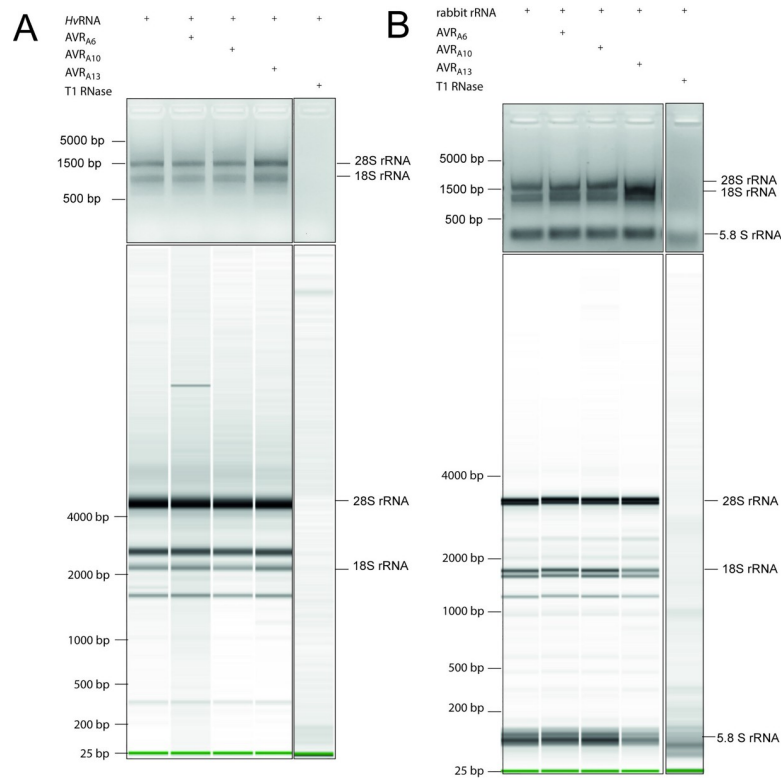 A
HvRNA + + + + +
AVRA6 +
AVRA10 +
AVRA13 +
T1 RNase +
5000 bp
1500 bp
500 bp
28S rRNA
18S rRNA
4000 bp
2000 bp
1000 bp
500 bp
200 bp
25 bp
28S rRNA
18S rRNA
B
rabbit rRNA + + + + +
AVRA6 +
AVRA10 +
AVRA13 +
T1 RNase +
5000 bp
1500 bp
500 bp
28S rRNA
18S rRNA
5.8 S rRNA
4000 bp
2000 bp
1000 bp
500 bp
200 bp
25 bp
28S rRNA
18S rRNA
5.8 S rRNA